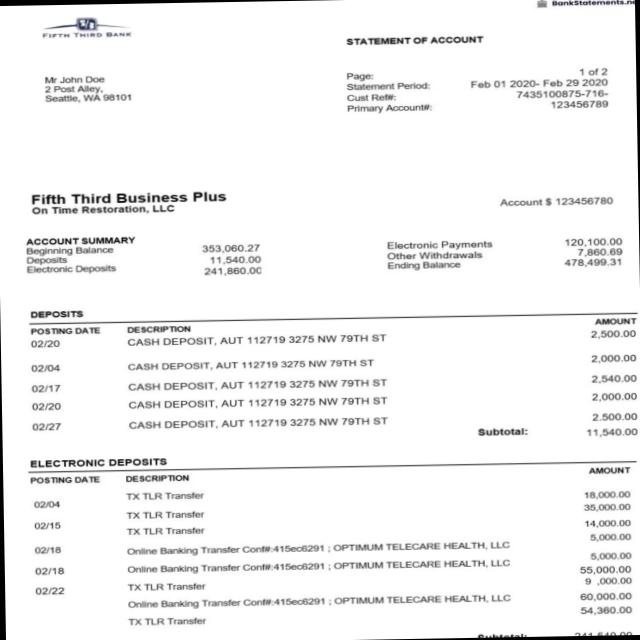 BankStatements.ne
FIFTH THIRD BANK
STATEMENT OF ACCOUNT
Mr John Doe
2 Post Alley,
Seattle, WA 98101
Page: 1 of 2
Statement Period: Feb 01 2020- Feb 29 2020
Cust Ref#: 7435100875-716-
Primary Account#: 123456789
Fifth Third Business Plus
On Time Restoration, LLC
Account $ 123456780
ACCOUNT SUMMARY
Beginning Balance 353,060.27
Deposits 11,540.00
Electronic Deposits 241,860.00
Electronic Payments 120,100.00
Other Withdrawals 7,860.69
Ending Balance 478,499.31
DEPOSITS
POSTING DATE DESCRIPTION AMOUNT
02/20 CASH DEPOSIT, AUT 112719 3275 NW 79TH ST 2,500.00
02/04 CASH DEPOSIT, AUT 112719 3275 NW 79TH ST 2,000.00
02/17 CASH DEPOSIT, AUT 112719 3275 NW 79TH ST 2,540.00
02/20 CASH DEPOSIT, AUT 112719 3275 NW 79TH ST 2,000.00
02/27 CASH DEPOSIT, AUT 112719 3275 NW 79TH ST 2.500.00
Subtotal: 11,540.00
ELECTRONIC DEPOSITS
POSTING DATE DESCRIPTION AMOUNT
TX TLR Transfer 18,000.00
02/04 TX TLR Transfer 35,000.00
02/15 TX TLR Transfer 14,000.00
5,000.00
02/18 Online Banking Transfer Conf#:415ec6291 ; OPTIMUM TELECARE HEALTH, LLC 5,000.00
02/18 Online Banking Transfer Conf#:415ec6291 ; OPTIMUM TELECARE HEALTH, LLC 55,000.00
02/22 TX TLR Transfer 9 ,000.00
Online Banking Transfer Conf#:415ec6291 ; OPTIMUM TELECARE HEALTH, LLC 60,000.00
TX TLR Transfer 54,360.00
Subtotal: